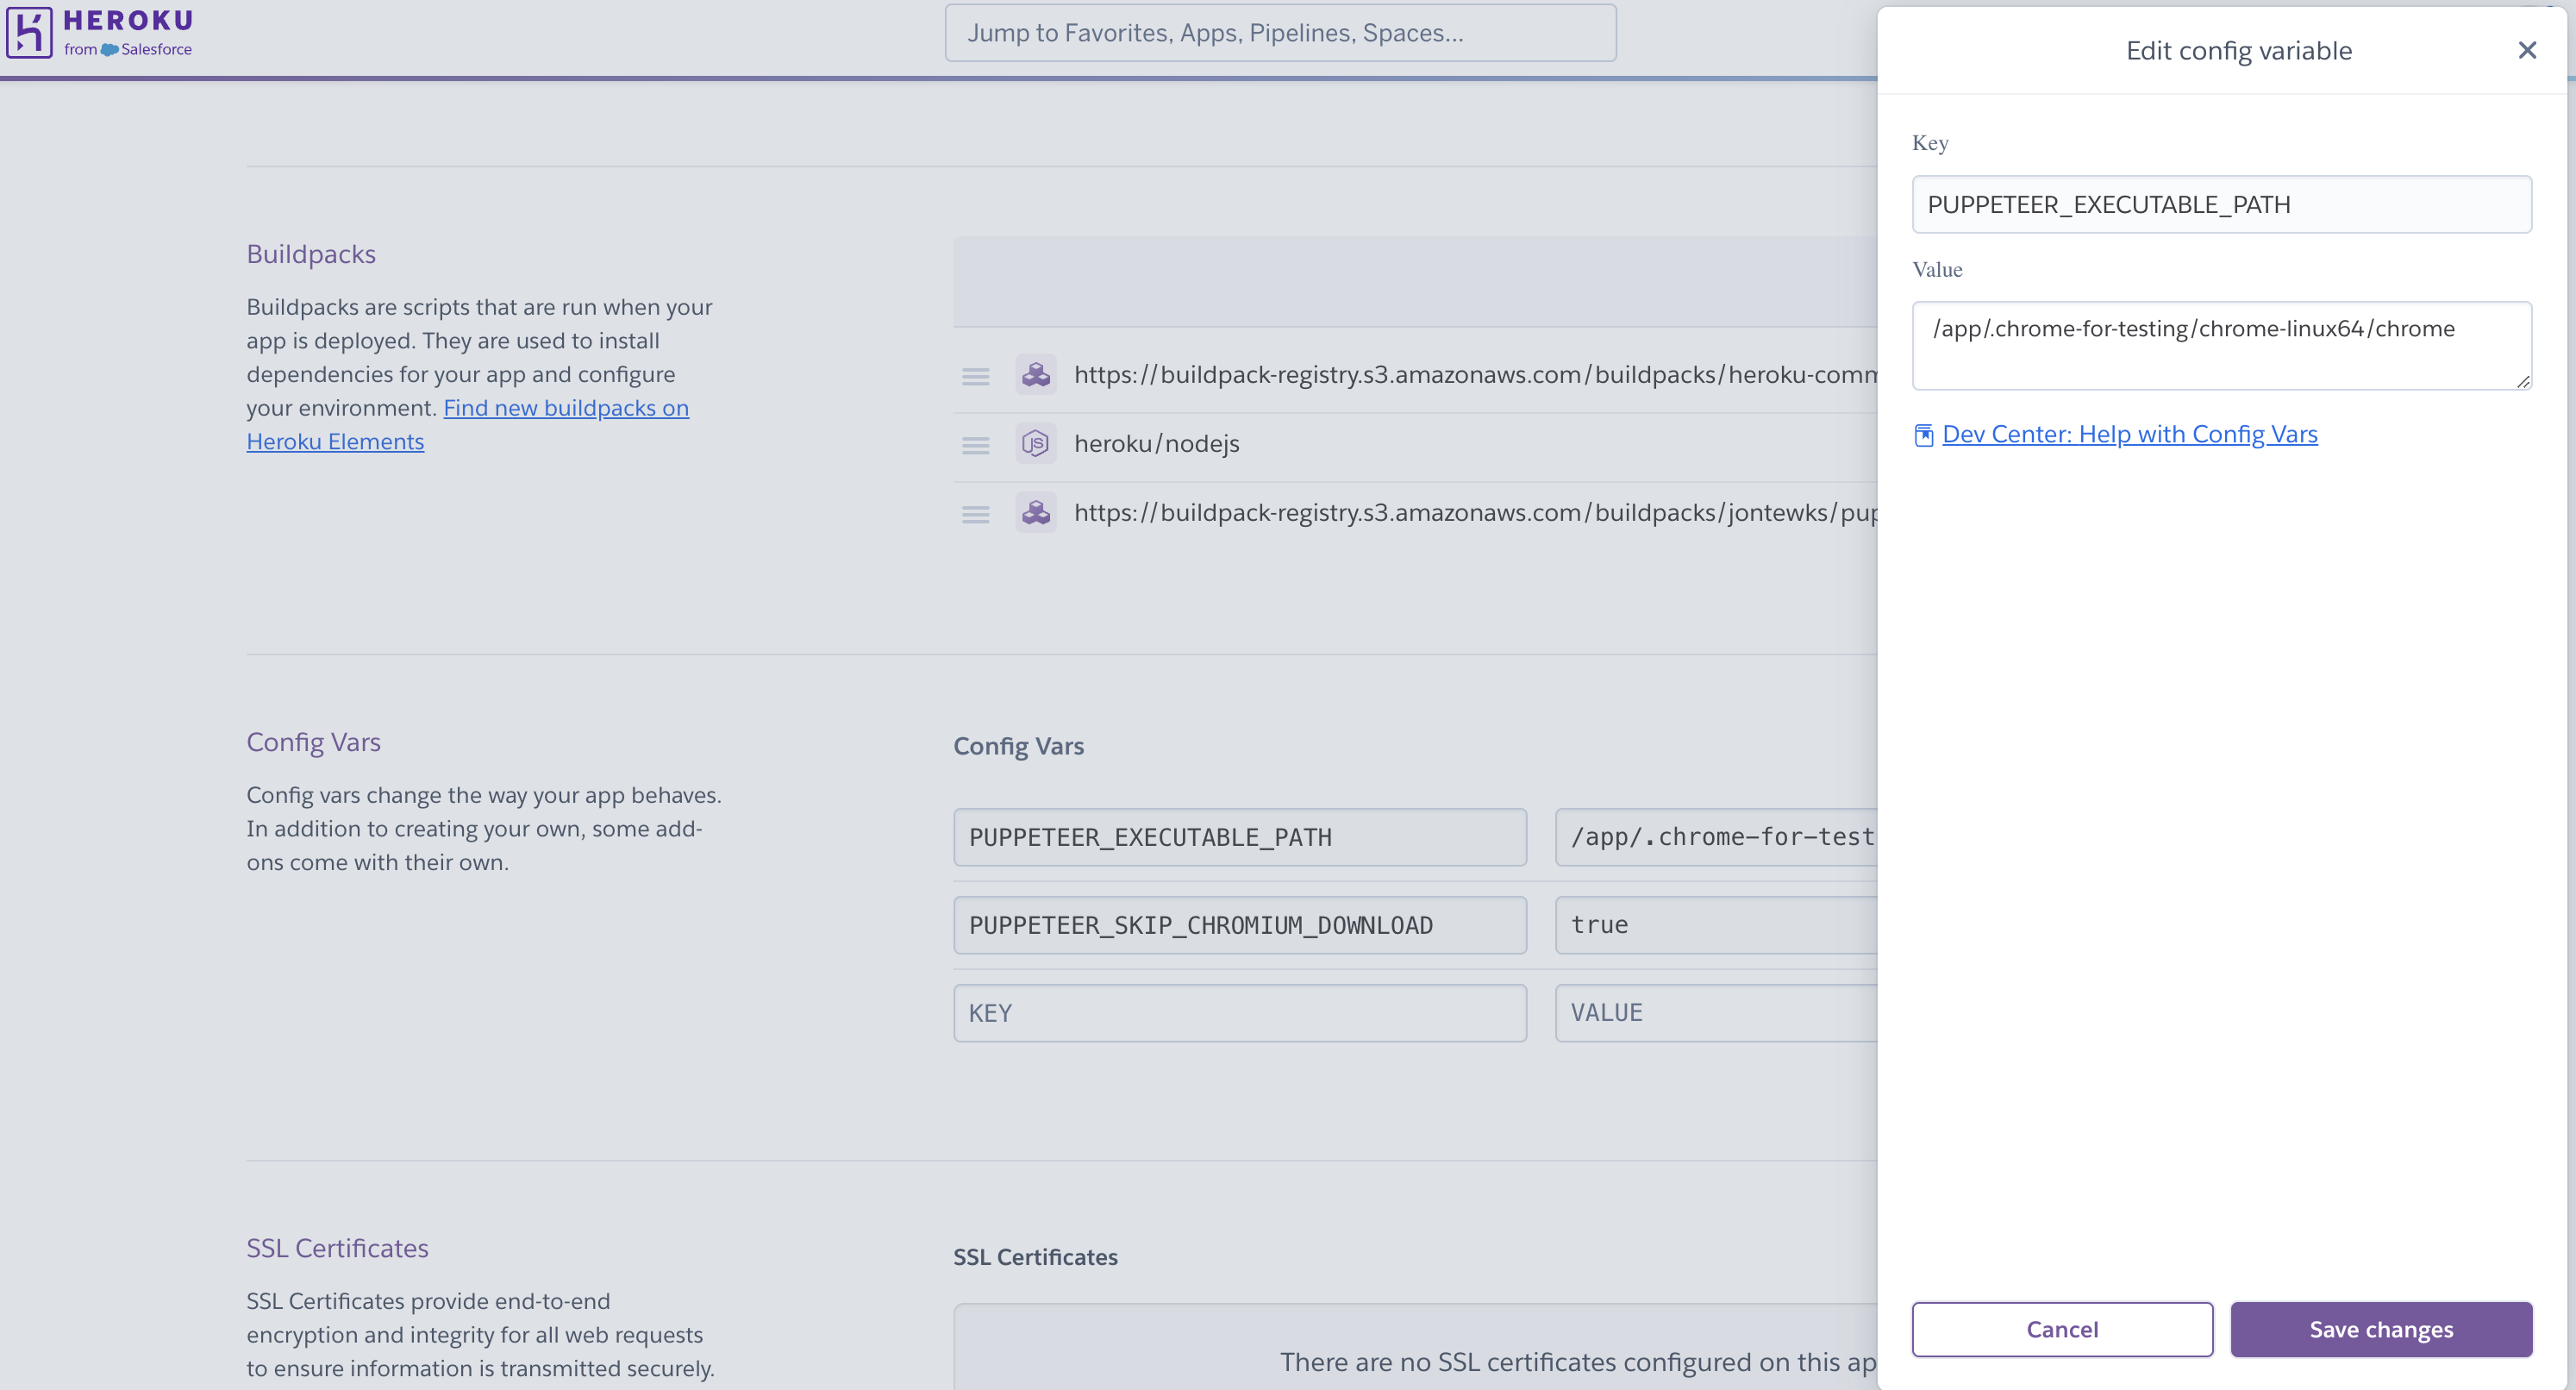 HEROKU
from Salesforce
Jump to Favorites, Apps, Pipelines, Spaces...
Buildpacks
Buildpacks are scripts that are run when your
app is deployed. They are used to install
dependencies for your app and configure
your environment. Find new buildpacks on
Heroku Elements
https://buildpack-registry.s3.amazonaws.com/buildpacks/heroku-comm
heroku/nodejs
https://buildpack-registry.s3.amazonaws.com/buildpacks/jontewks/pup
Config Vars
Config vars change the way your app behaves.
In addition to creating your own, some add-
ons come with their own.
Config Vars
PUPPETEER_EXECUTABLE_PATH
/app/.chrome-for-test
PUPPETEER_SKIP_CHROMIUM_DOWNLOAD
true
KEY
VALUE
SSL Certificates
SSL Certificates provide end-to-end
encryption and integrity for all web requests
to ensure information is transmitted securely.
SSL Certificates
There are no SSL certificates configured on this ap
Edit config variable
Key
PUPPETEER_EXECUTABLE_PATH
Value
/app/.chrome-for-testing/chrome-linux64/chrome
Dev Center: Help with Config Vars
Cancel
Save changes